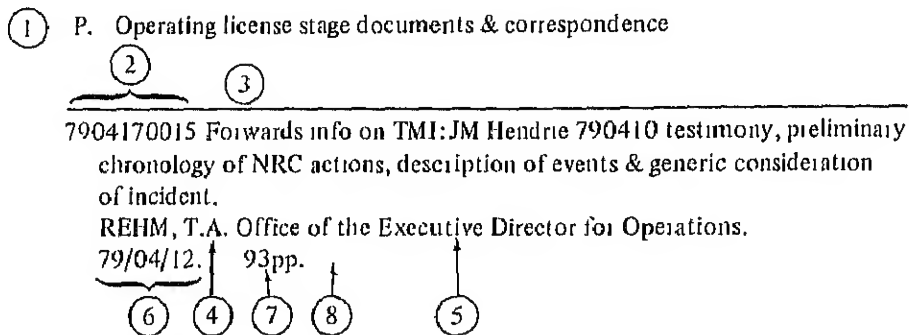 1 P. Operating license stage documents & correspondence
2 3
7904170015 Forwards info on TMI:JM Hendrie 790410 testimony, preliminary
chronology of NRC actions, description of events & generic consideration
of incident.
REHM, T.A. Office of the Executive Director for Operations.
79/04/12. 93pp.
6 4 7 8 5